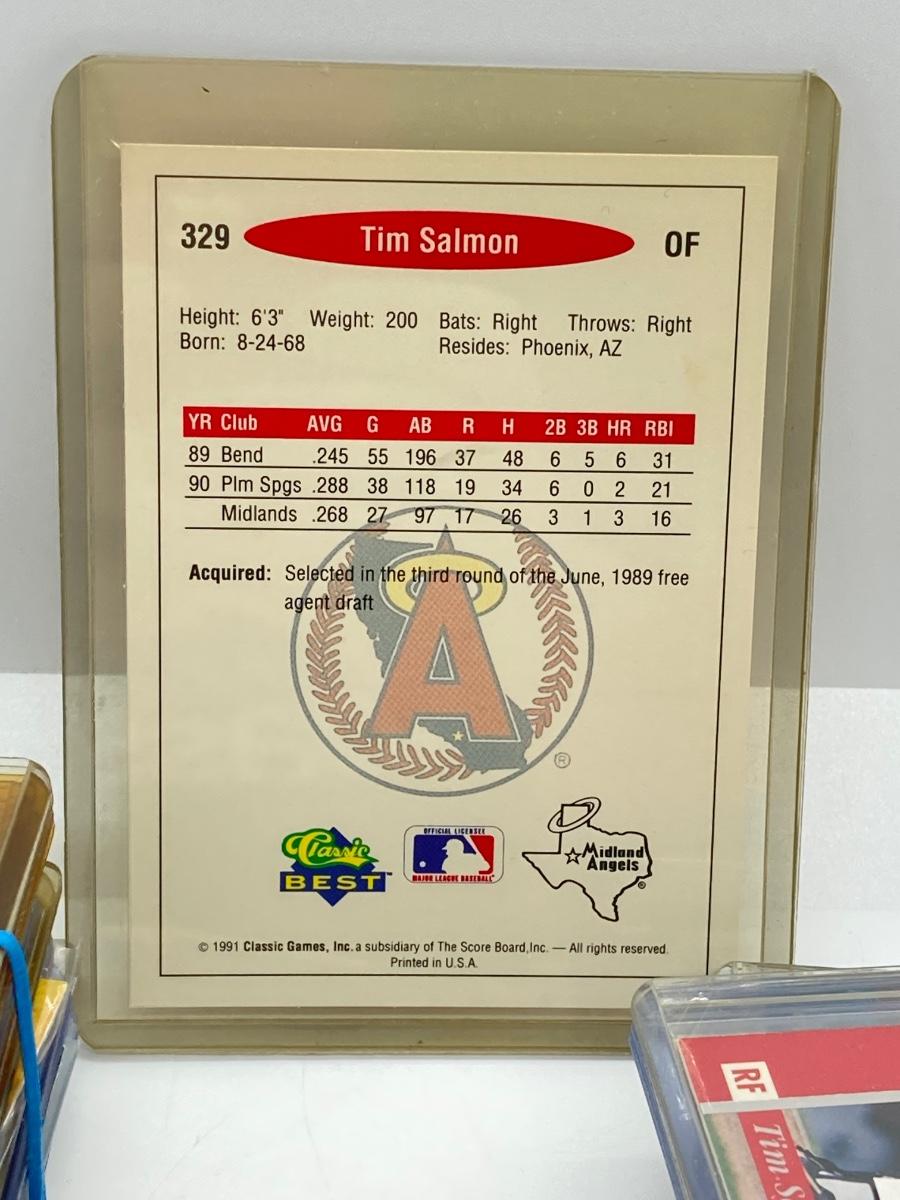 329 Tim Salmon OF
Height: 6'3" Weight: 200 Bats: Right Throws: Right
Born: 8-24-68 Resides: Phoenix, AZ
YR Club AVG G AB R H 2B 3B HR RBI
89 Bend .245 55 196 37 48 6 5 6 31
90 Plm Spgs .288 38 118 19 34 6 0 2 21
Midlands .268 27 97 17 26 3 1 3 16
Acquired: Selected in the third round of the June, 1989 free
agent draft
A
®
Classic
BEST™
OFFICIAL LICENSEE
MAJOR LEAGUE BASEBALL
Midland
Angels
®
© 1991 Classic Games, Inc. a subsidiary of The Score Board,Inc. — All rights reserved.
Printed in U.S.A.
RF
Tim S